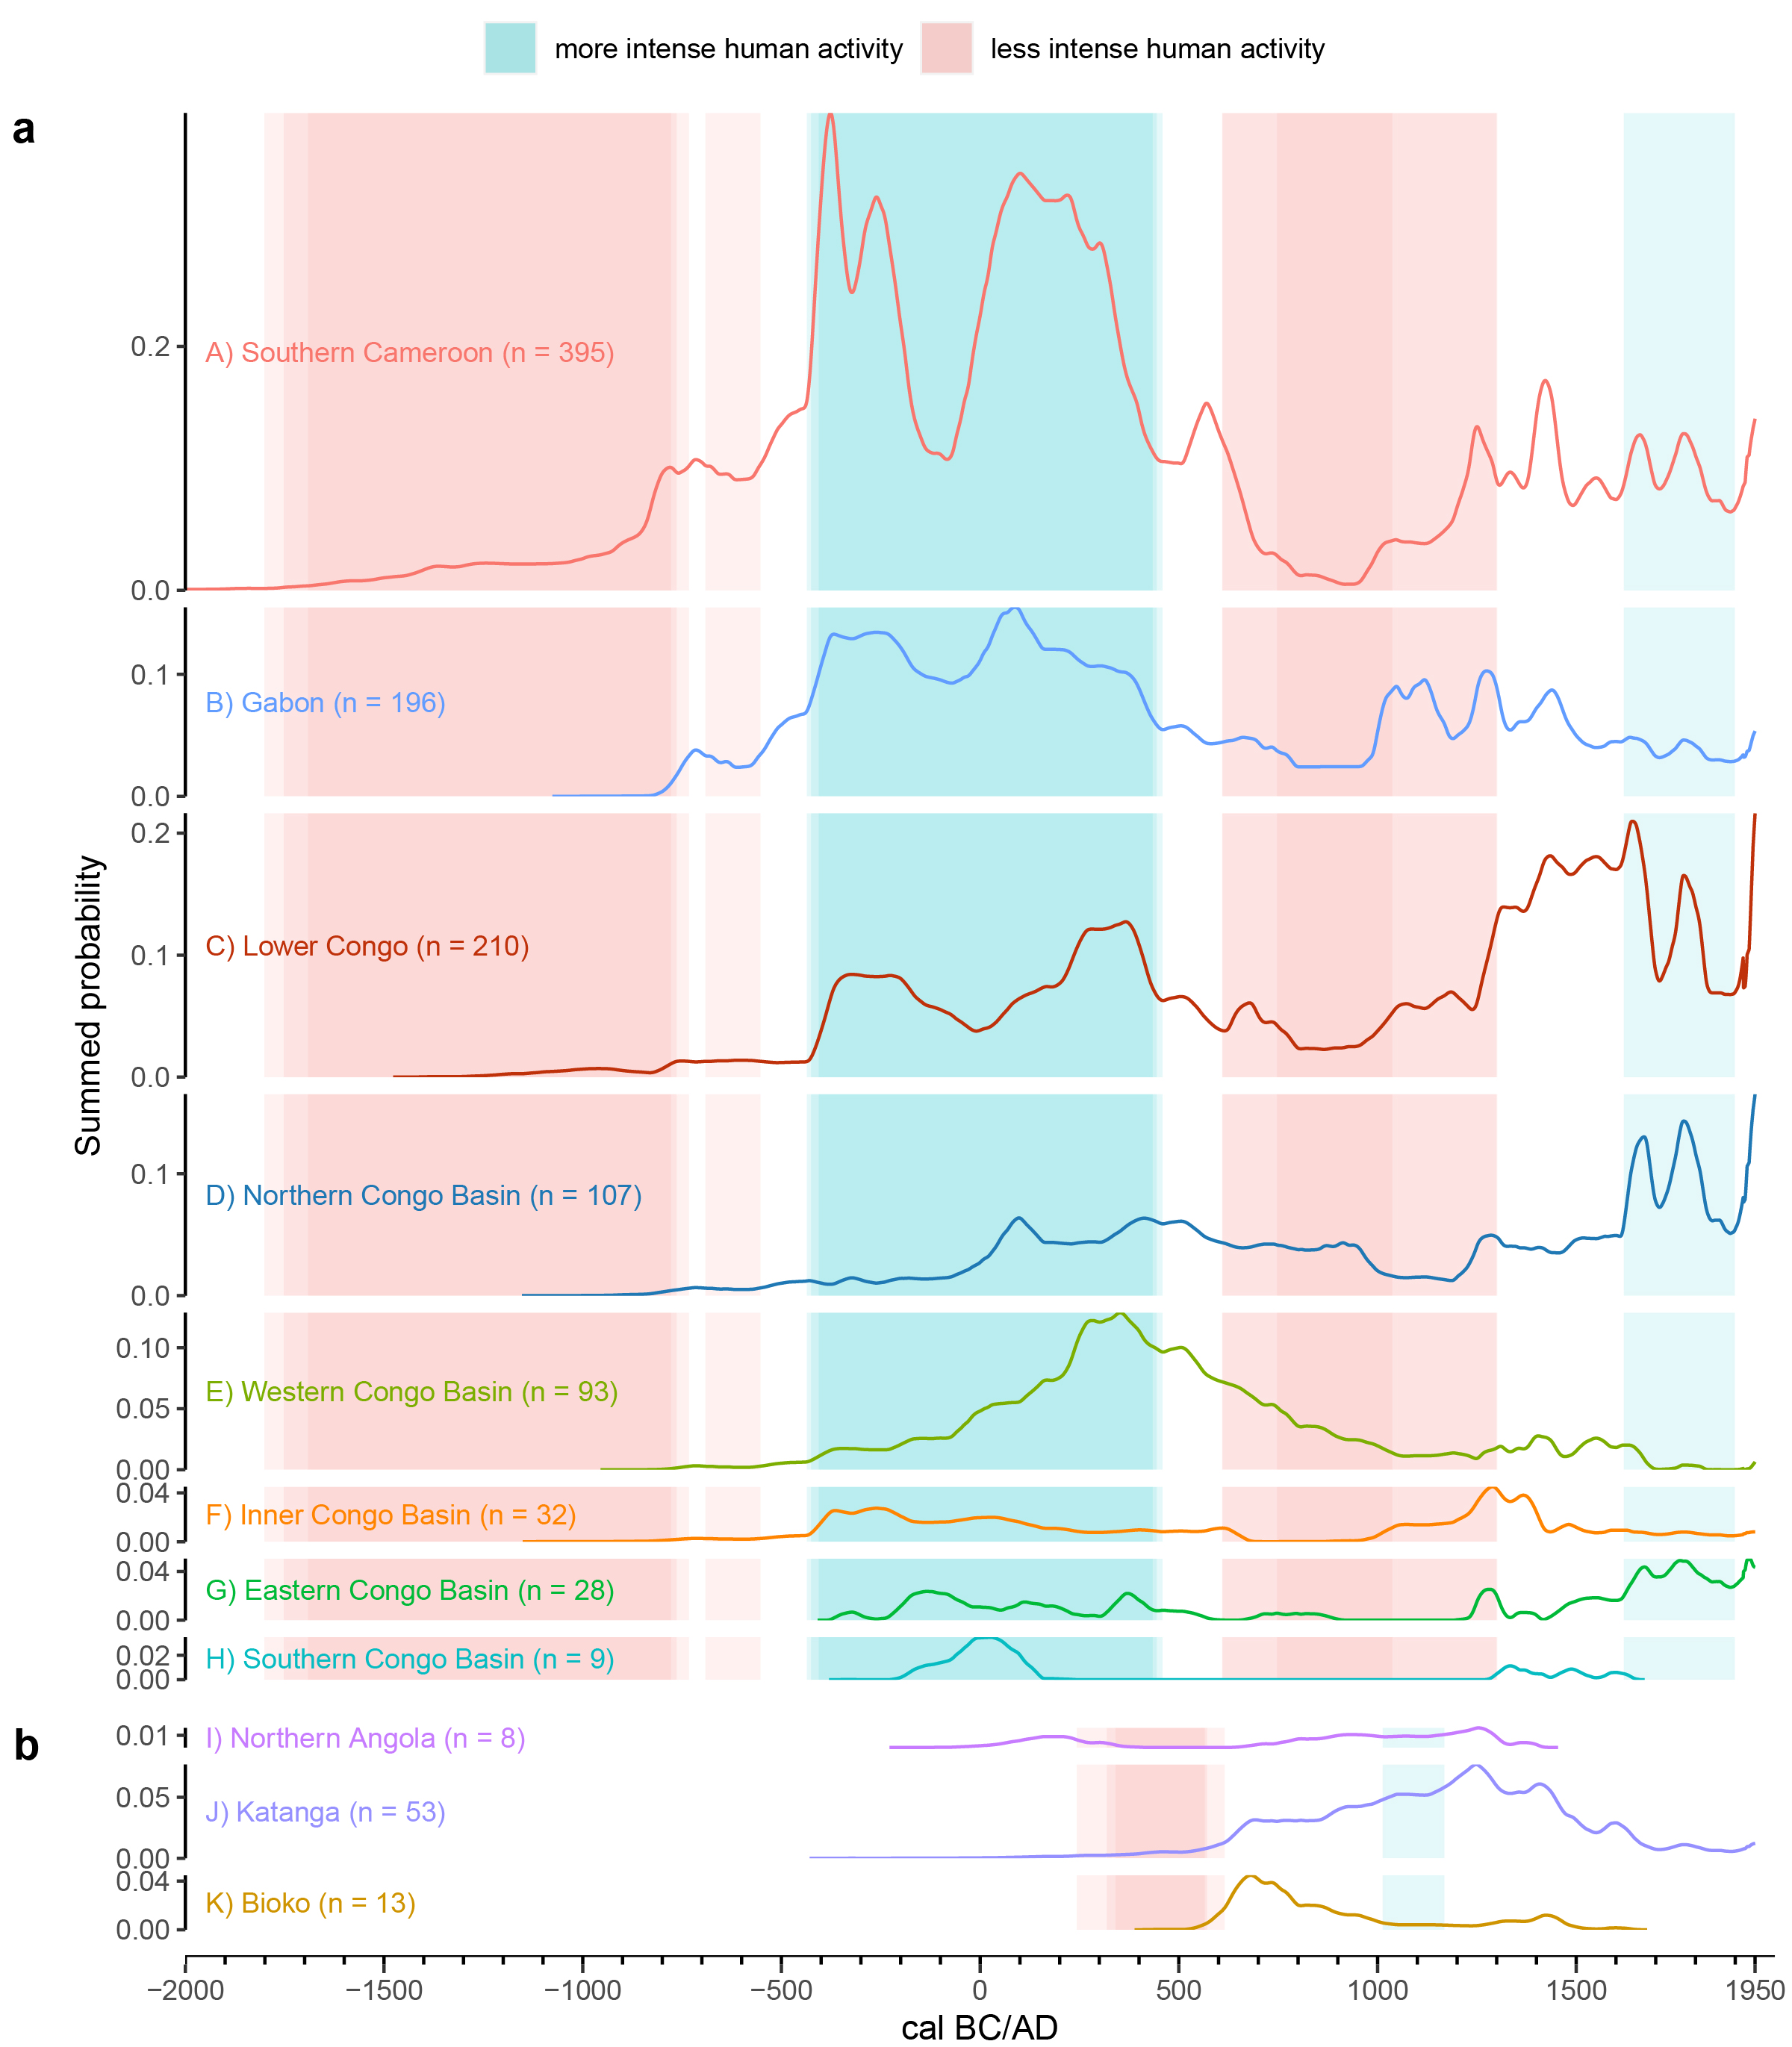 more intense human activity
less intense human activity
a
Summed probability
0.2
0.0
A) Southern Cameroon (n = 395)
0.1
0.0
B) Gabon (n = 196)
0.2
0.1
0.0
C) Lower Congo (n = 210)
0.1
0.0
D) Northern Congo Basin (n = 107)
0.10
0.05
0.00
E) Western Congo Basin (n = 93)
0.04
0.00
F) Inner Congo Basin (n = 32)
0.04
0.00
G) Eastern Congo Basin (n = 28)
0.02
0.00
H) Southern Congo Basin (n = 9)
b
0.01
I) Northern Angola (n = 8)
0.05
0.00
J) Katanga (n = 53)
0.04
0.00
K) Bioko (n = 13)
−2000 −1500 −1000 −500 0 500 1000 1500 1950
cal BC/AD